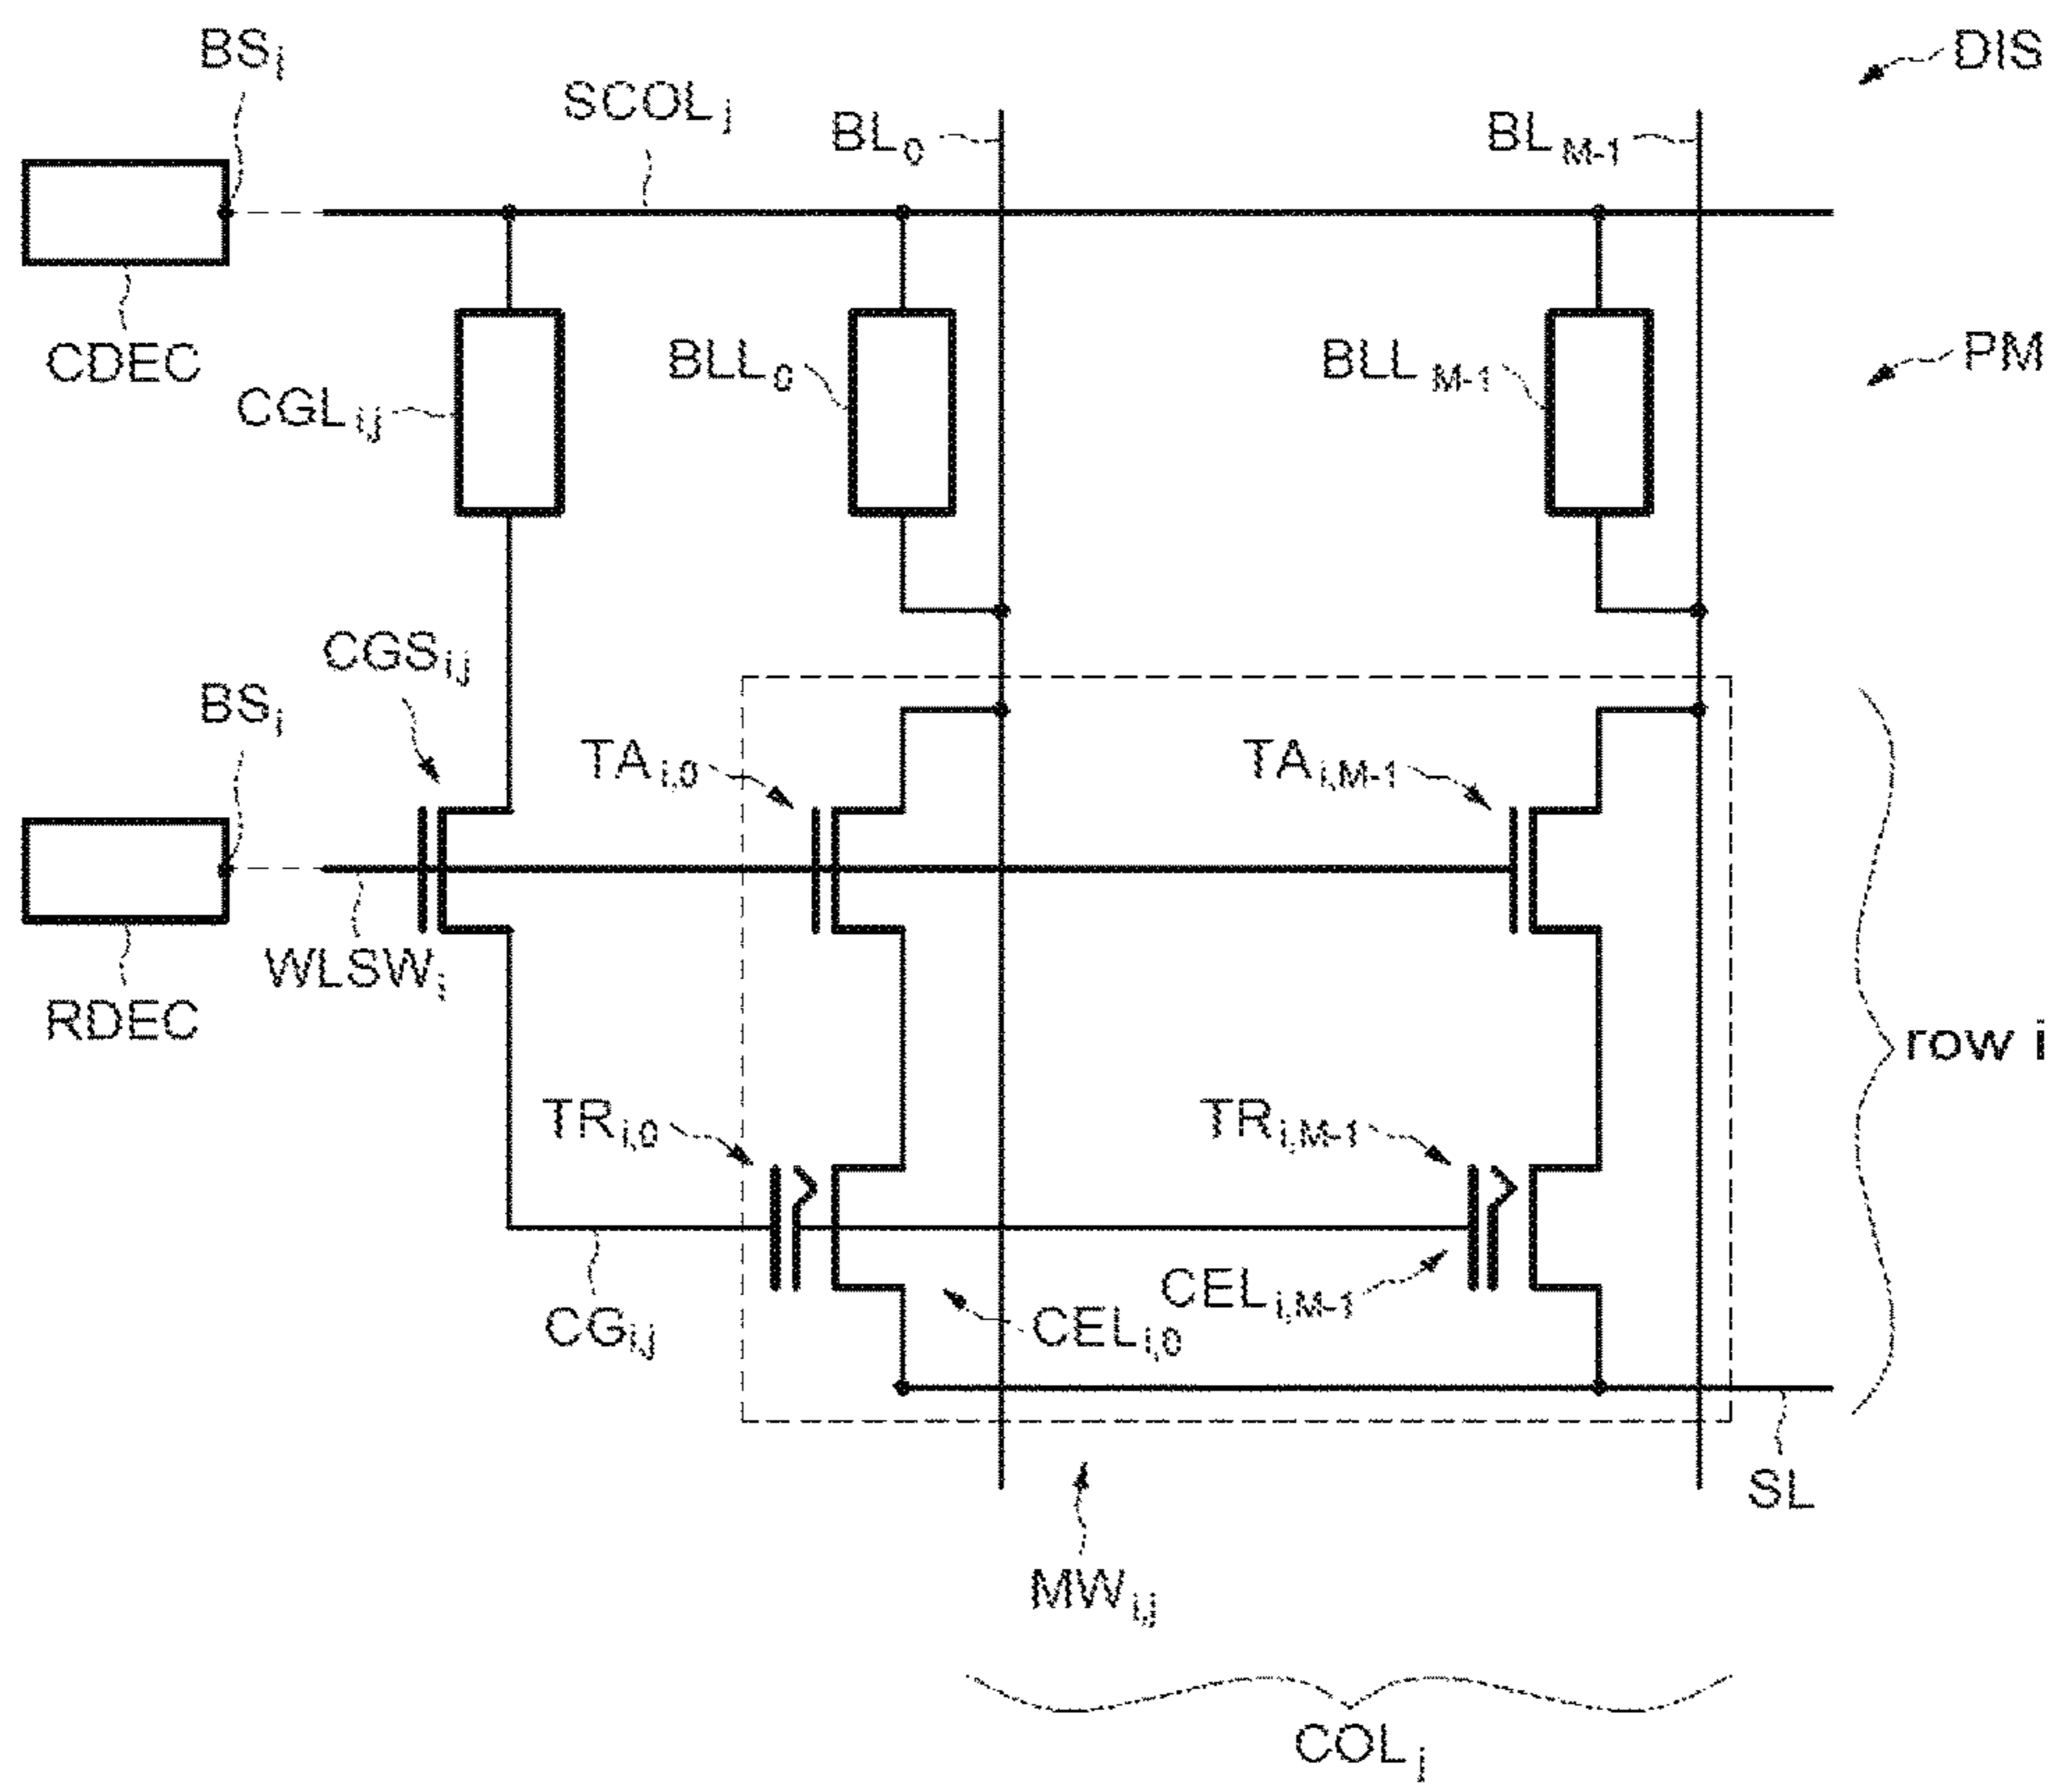 BSj
DIS
SCOLj
BL0
BLM-1
CDEC
CGLi,j
BLL0
BLLM-1
PM
CGSi,j
BSi
TAi,0
TAi,M-1
WLSWi
RDEC
row i
TRi,0
TRi,M-1
CGi,j
CELi,0
CELi,M-1
SL
MWi,j
COLj